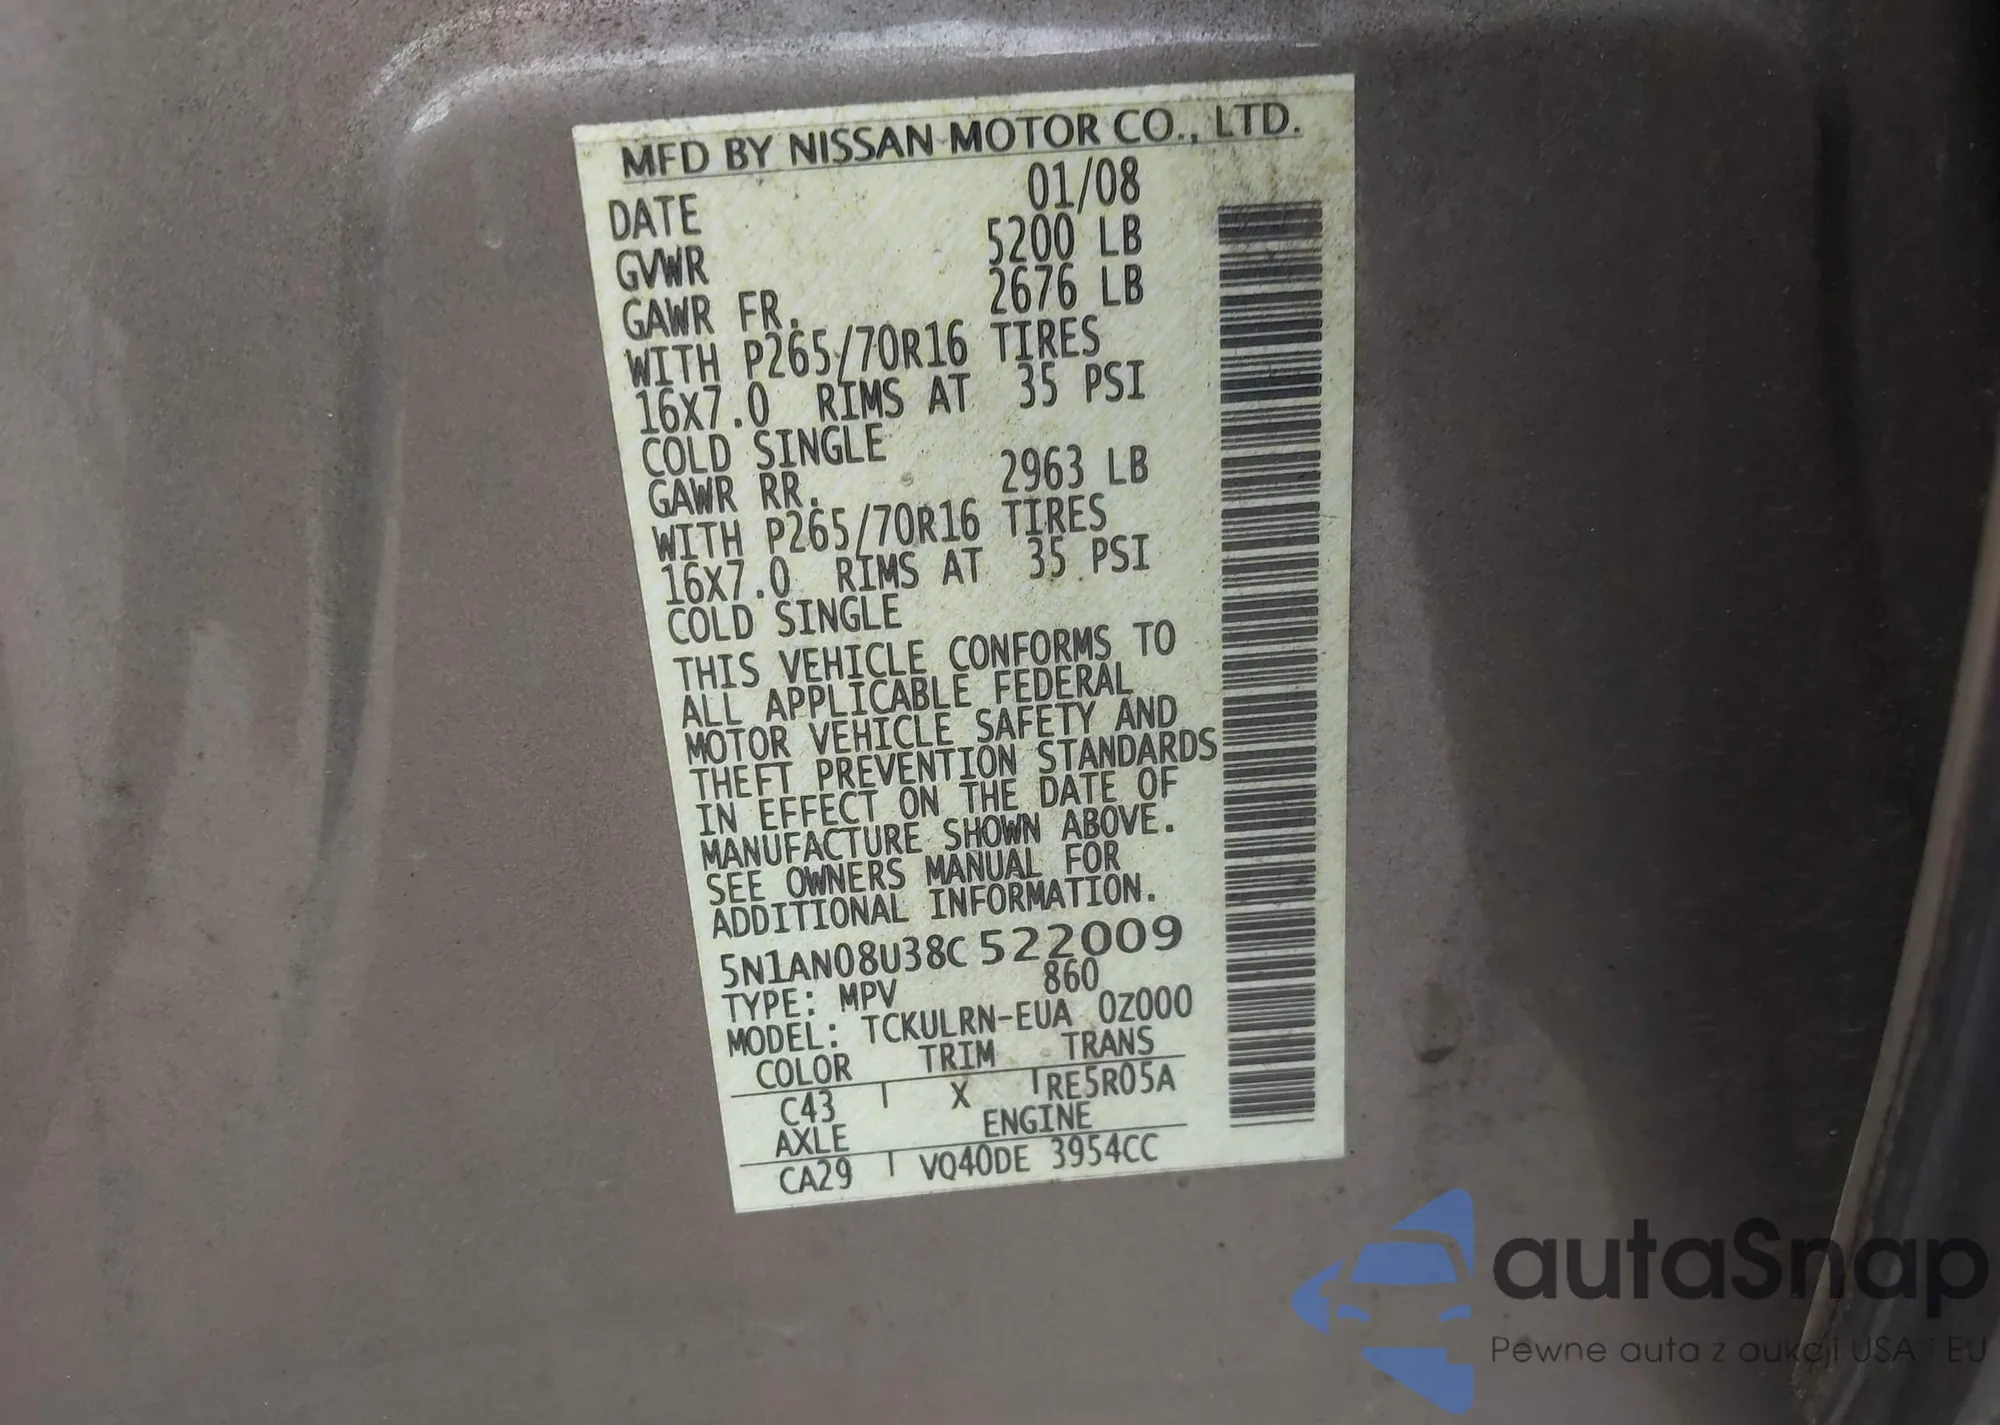 MFD BY NISSAN MOTOR CO., LTD.
DATE 01/08
GVWR 5200 LB
GAWR FR. 2676 LB
WITH P265/70R16 TIRES
16X7.0 RIMS AT 35 PSI
COLD SINGLE
GAWR RR. 2963 LB
WITH P265/70R16 TIRES
16X7.0 RIMS AT 35 PSI
COLD SINGLE
THIS VEHICLE CONFORMS TO
ALL APPLICABLE FEDERAL
MOTOR VEHICLE SAFETY AND
THEFT PREVENTION STANDARDS
IN EFFECT ON THE DATE OF
MANUFACTURE SHOWN ABOVE.
SEE OWNERS MANUAL FOR
ADDITIONAL INFORMATION.
5N1AN08U38C 522009
TYPE: MPV 860
MODEL: TCKULRN-EUA 0Z000
COLOR TRIM TRANS
C43 X RE5R05A
AXLE ENGINE
CA29 VQ40DE 3954CC
autaSnap
Pewne auta z aukcji USA i EU